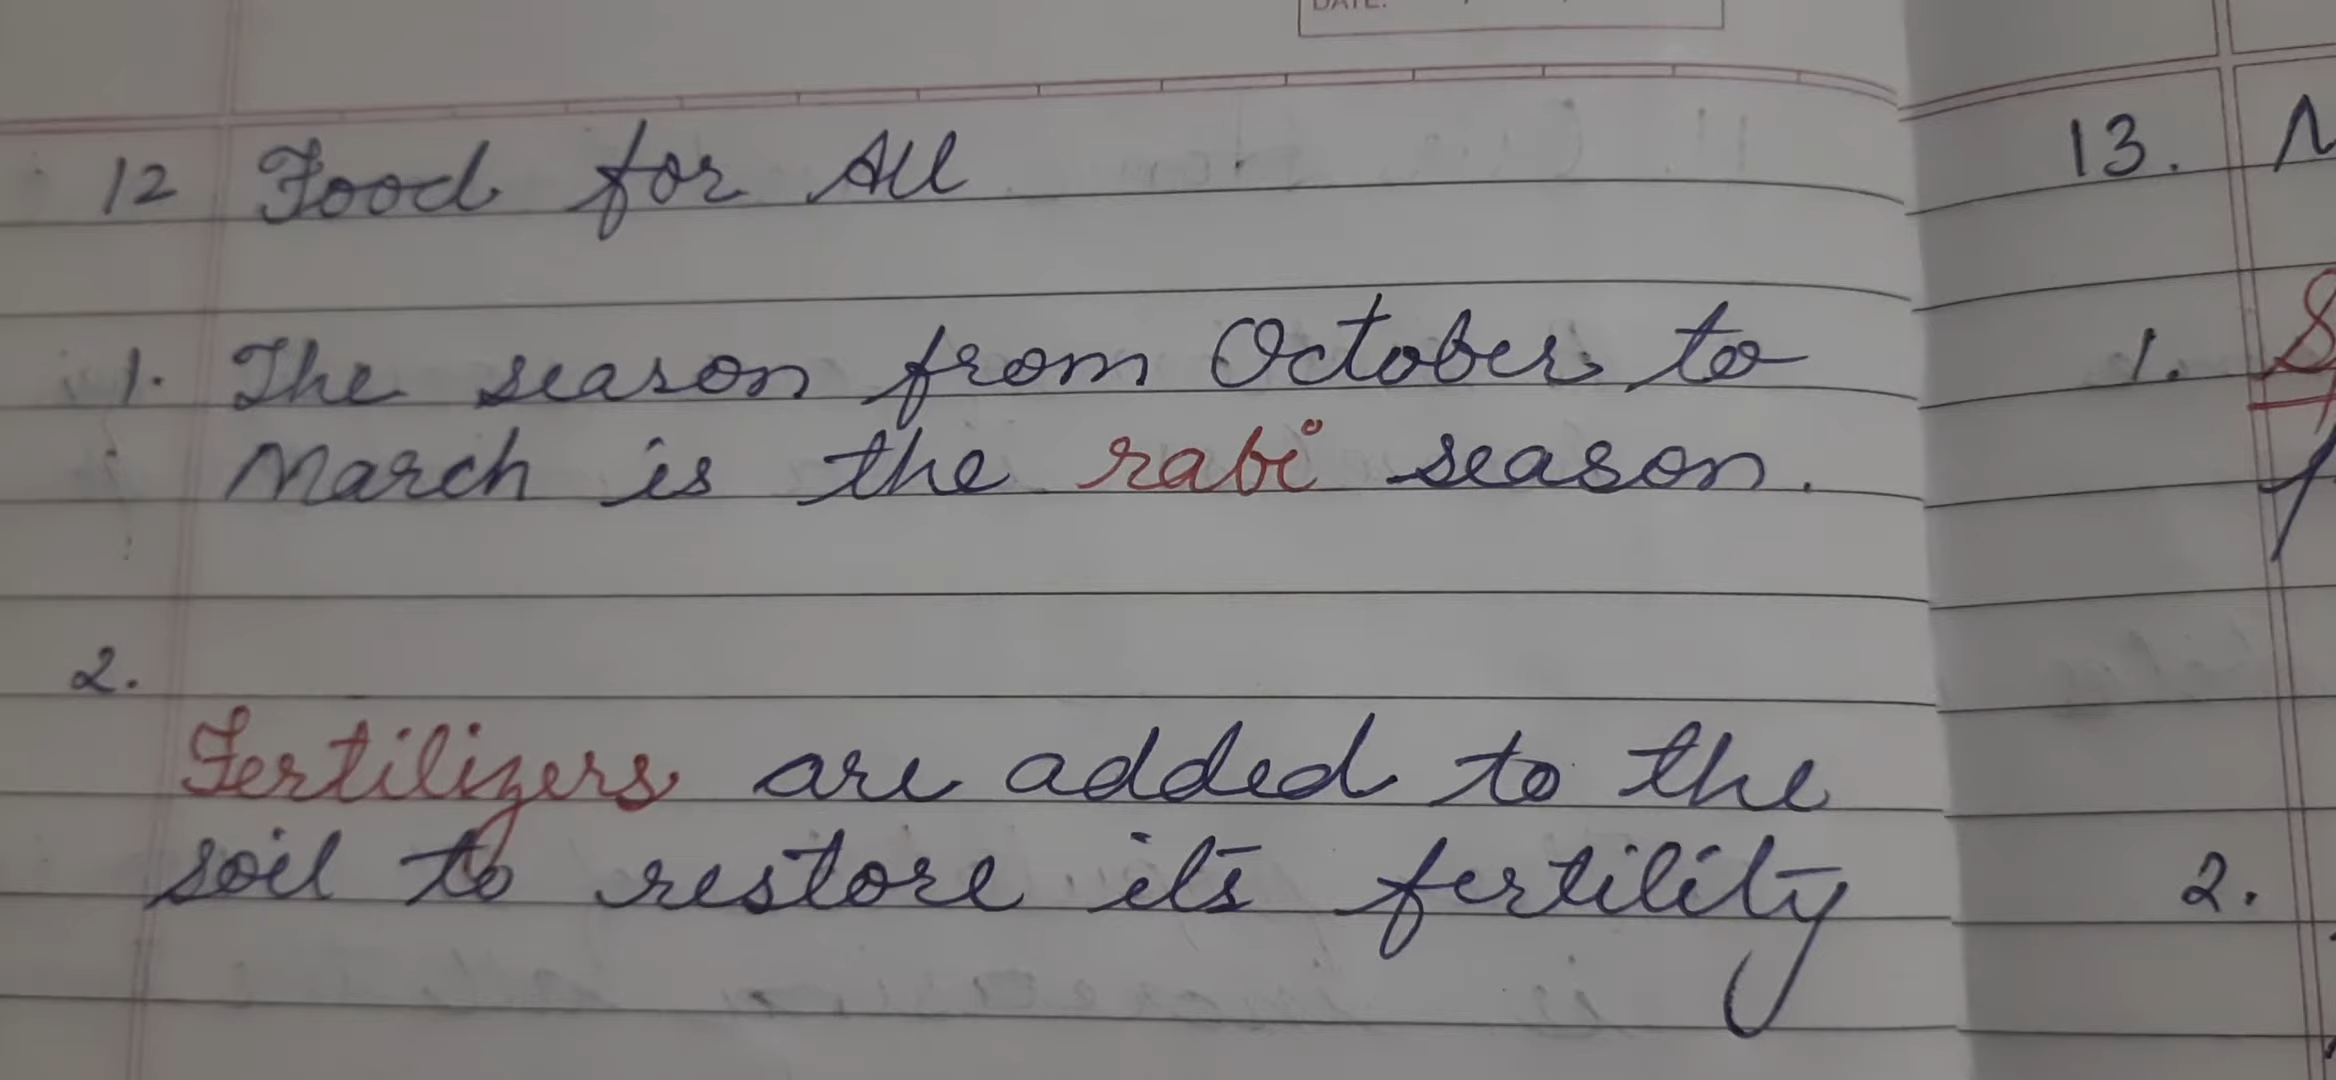 DATE:
12 Food for All
1. The season from October to
March is the rabi season.
2.
Fertilizers are added to the
soil to restore its fertility
13.
1.
2.